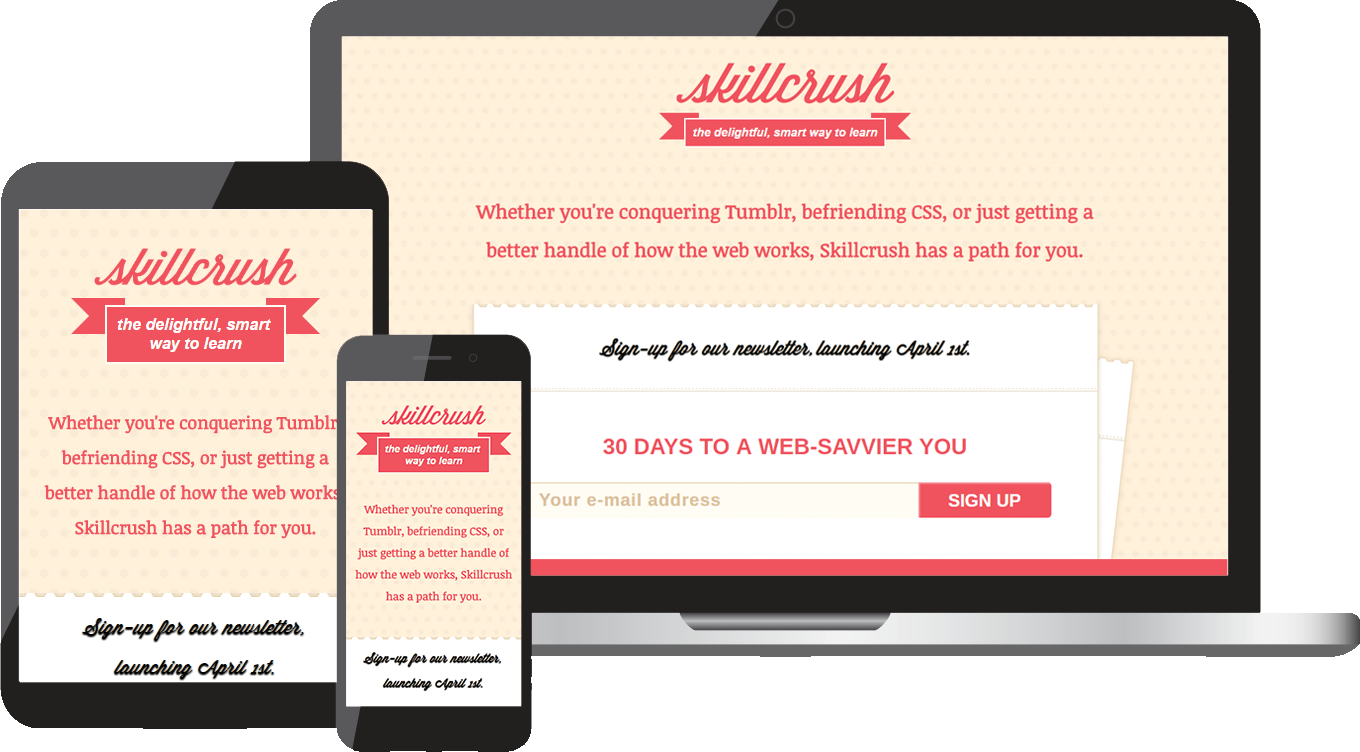 skillcrush
the delightful, smart way to learn
Whether you're conquering Tumblr, befriending CSS, or just getting a
better handle of how the web works, Skillcrush has a path for you.
Sign-up for our newsletter, launching April 1st.
30 DAYS TO A WEB-SAVVIER YOU
Your e-mail address
SIGN UP
skillcrush
the delightful, smart
way to learn
Whether you're conquering Tumblr
befriending CSS, or just getting a
better handle of how the web works
Skillcrush has a path for you.
Sign-up for our newsletter,
launching April 1st.
skillcrush
the delightful, smart
way to learn
Whether you're conquering
Tumblr, befriending CSS, or
just getting a better handle of
how the web works, Skillcrush
has a path for you.
Sign-up for our newsletter,
launching April 1st.